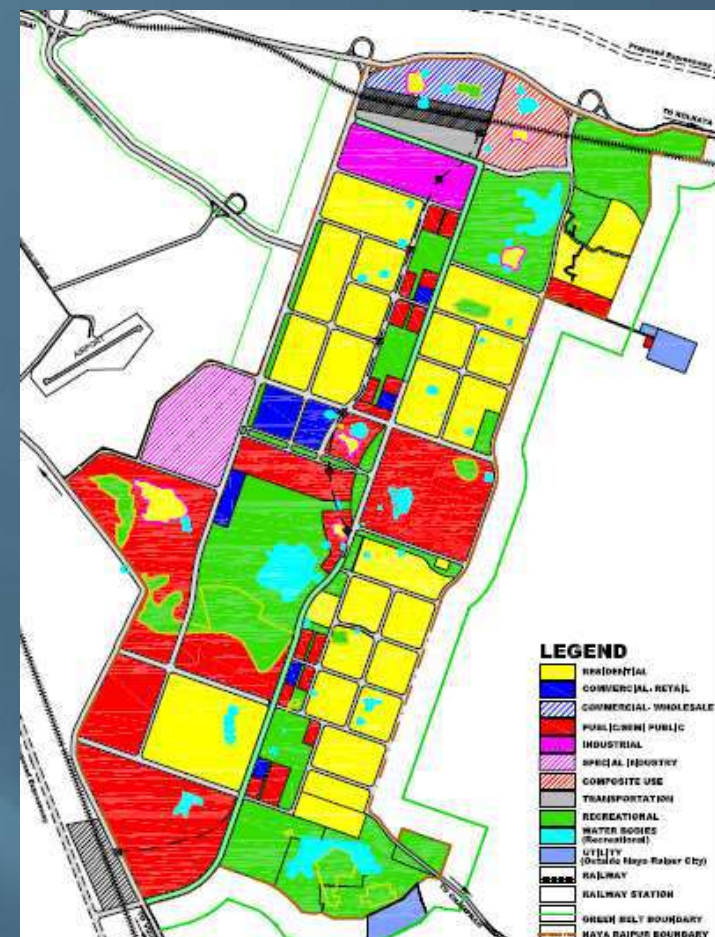 Proposed Expressway
TO KOLKATA
AIRPORT
LEGEND
RESIDENTIAL
COMMERCIAL- RETAIL
COMMERCIAL- WHOLESALE
PUBLIC/SEMI PUBLIC
INDUSTRIAL
SPECIAL INDUSTRY
COMPOSITE USE
TRANSPORTATION
RECREATIONAL
WATER BODIES
(Recreational)
UTILITY
(Outside Naya Raipur City)
RAILWAY
RAILWAY STATION
GREEN BELT BOUNDARY
NAYA RAIPUR BOUNDARY